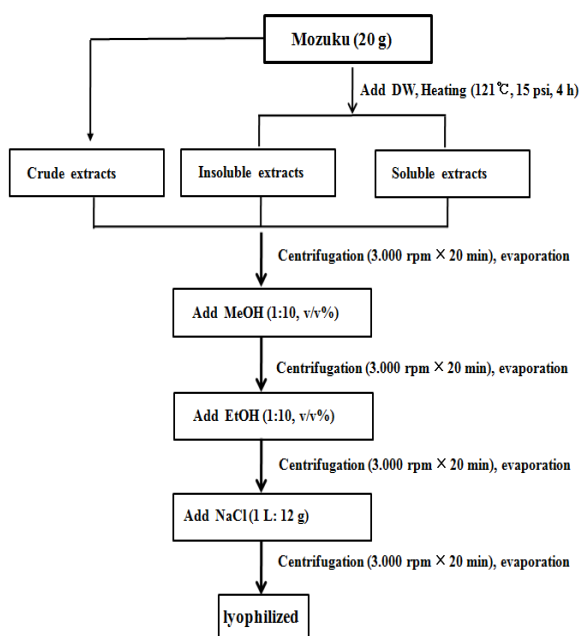 Mozuku (20 g)
Add DW, Heating (121℃, 15 psi, 4 h)
Crude extracts
Insoluble extracts
Soluble extracts
Centrifugation (3.000 rpm × 20 min), evaporation
Add MeOH (1:10, v/v%)
Centrifugation (3.000 rpm × 20 min), evaporation
Add EtOH (1:10, v/v%)
Centrifugation (3.000 rpm × 20 min), evaporation
Add NaCl (1 L: 12 g)
Centrifugation (3.000 rpm × 20 min), evaporation
lyophilized